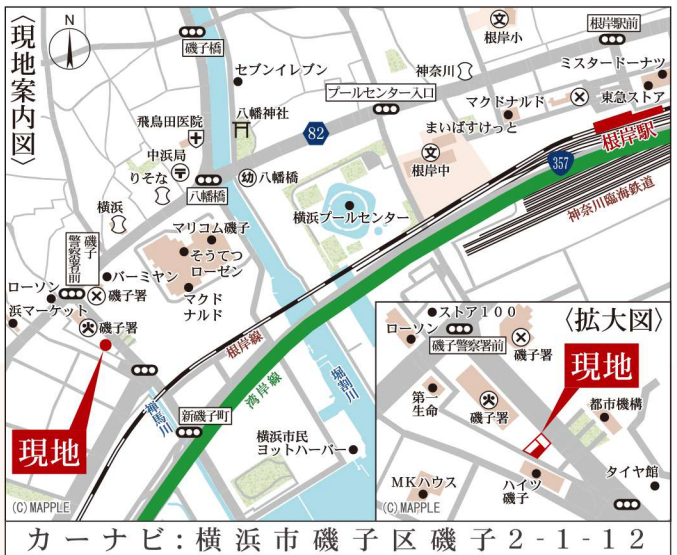 〈現地案内図〉
N
磯子橋
セブンイレブン
飛鳥田医院
八幡神社
中浜局
りそな
八幡橋
幼 八幡橋
82
プールセンター入口
神奈川
文
根岸小
根岸駅前
ミスタードーナツ
マクドナルド
東急ストア
まいばすけっと
文
根岸中
根岸駅
357
神奈川臨海鉄道
横浜プールセンター
横浜
マリコム磯子
そうてつ
ローゼン
マクド
ナルド
磯子
警察署前
バーミヤン
ローソン
磯子署
浜マーケット
火 磯子署
現地
根岸線
湾岸線
堀割川
禅馬川
新磯子町
横浜市民
ヨットハーバー
(C)MAPPLE
〈拡大図〉
ストア100
ローソン
磯子警察署前
磯子署
現地
第一
生命
火
磯子署
都市機構
MKハウス
ハイツ
磯子
タイヤ館
(C)MAPPLE
カーナビ:横浜市磯子区磯子2-1-12